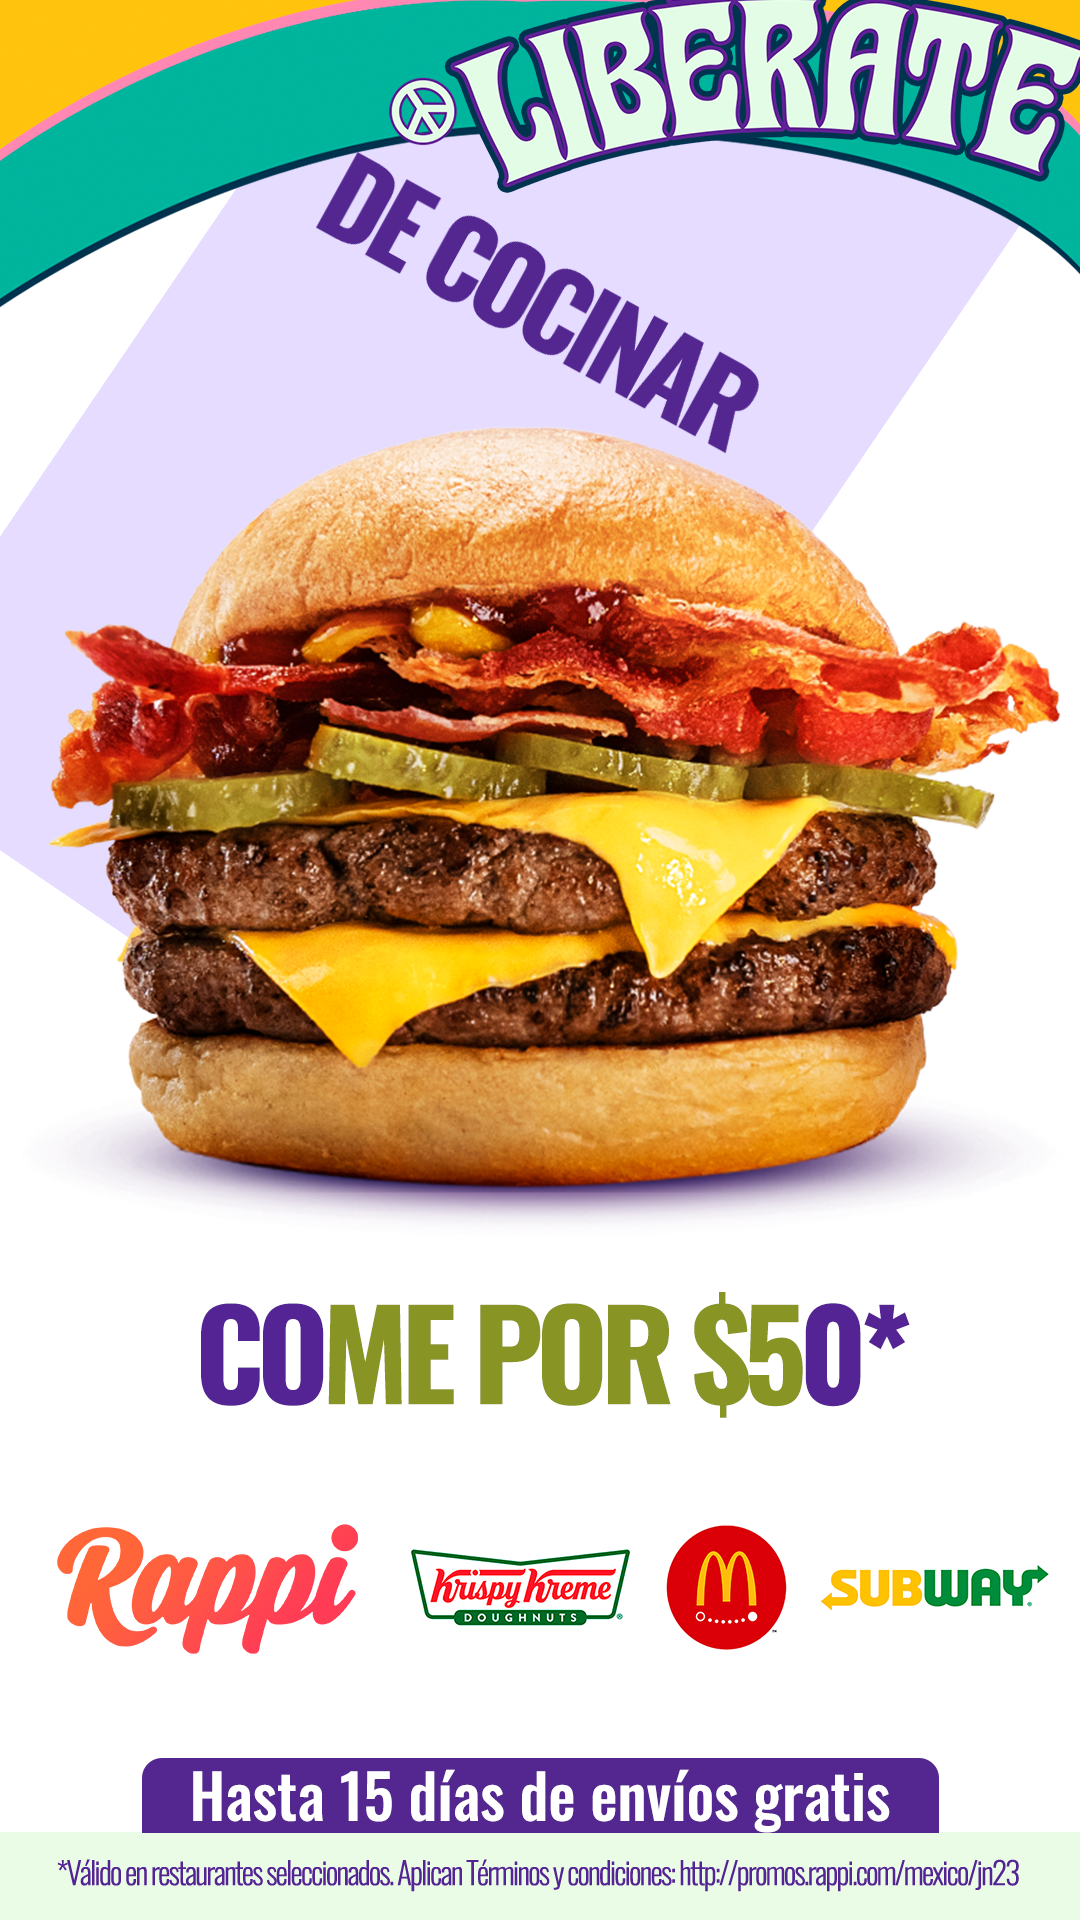 LIBERATE
DE COCINAR
COME POR $50*
Rappi
Krispy Kreme
DOUGHNUTS
SUBWAY
Hasta 15 días de envíos gratis
*Válido en restaurantes seleccionados. Aplican Términos y condiciones: http://promos.rappi.com/mexico/jn23